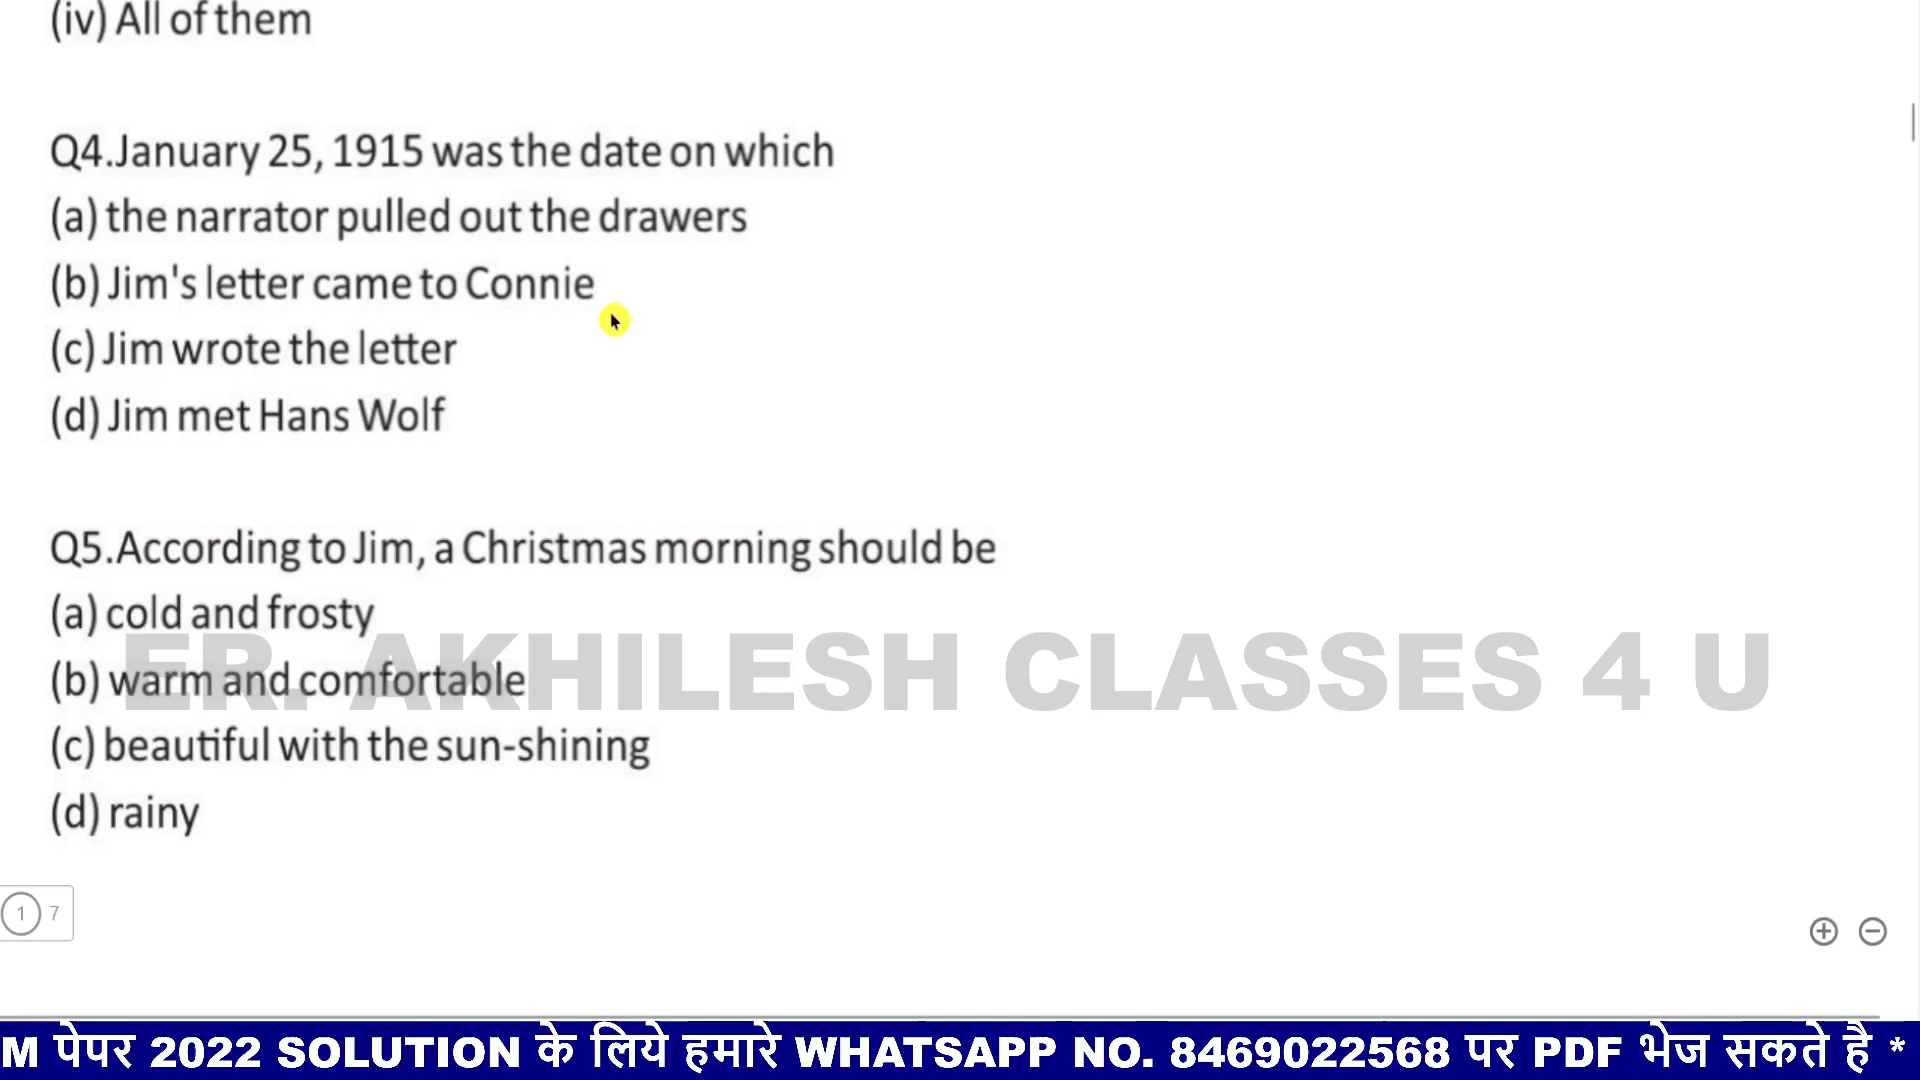 (iv) All of them
Q4.January 25, 1915 was the date on which
(a) the narrator pulled out the drawers
(b) Jim's letter came to Connie
(c) Jim wrote the letter
(d) Jim met Hans Wolf
Q5.According to Jim, a Christmas morning should be
(a) cold and frosty
ER. AKHILESH CLASSES 4 U
(b) warm and comfortable
(c) beautiful with the sun-shining
(d) rainy
1 7
M पेपर 2022 SOLUTION के लिये हमारे WHATSAPP NO. 8469022568 पर PDF भेज सकते है *